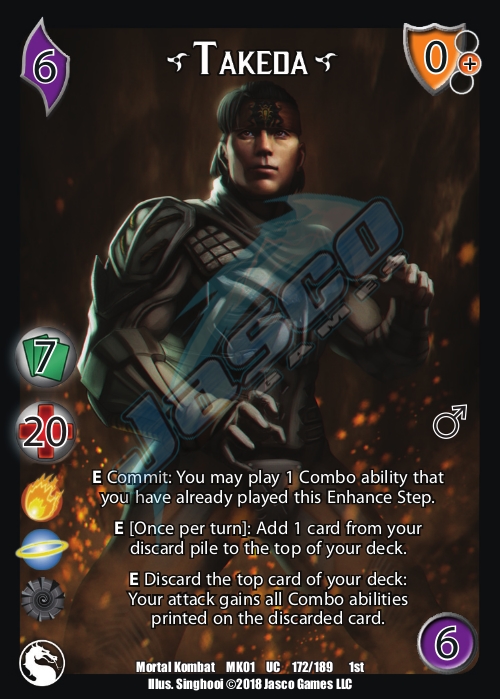 6
TAKEDA
0
+
7
20
JASCO
GAMES
E Commit: You may play 1 Combo ability that
you have already played this Enhance Step.
E [Once per turn]: Add 1 card from your
discard pile to the top of your deck.
E Discard the top card of your deck:
Your attack gains all Combo abilities
printed on the discarded card.
6
Mortal Kombat MK01 UC 172/189 1st
Illus. Singhooi ©2018 Jasco Games LLC